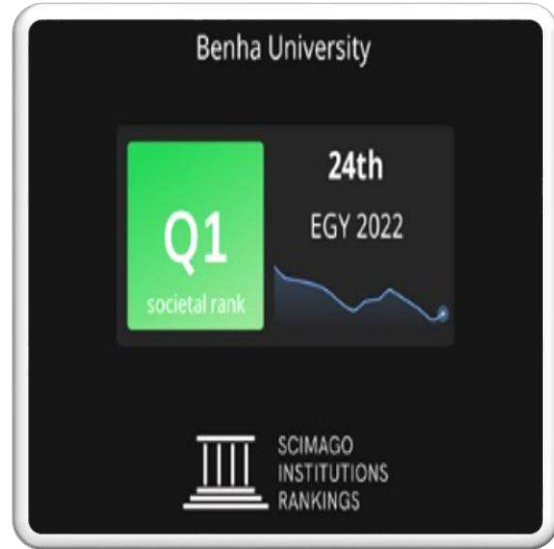 Benha University
Q1
societal rank
24th
EGY 2022
SCIMAGO
INSTITUTIONS
RANKINGS